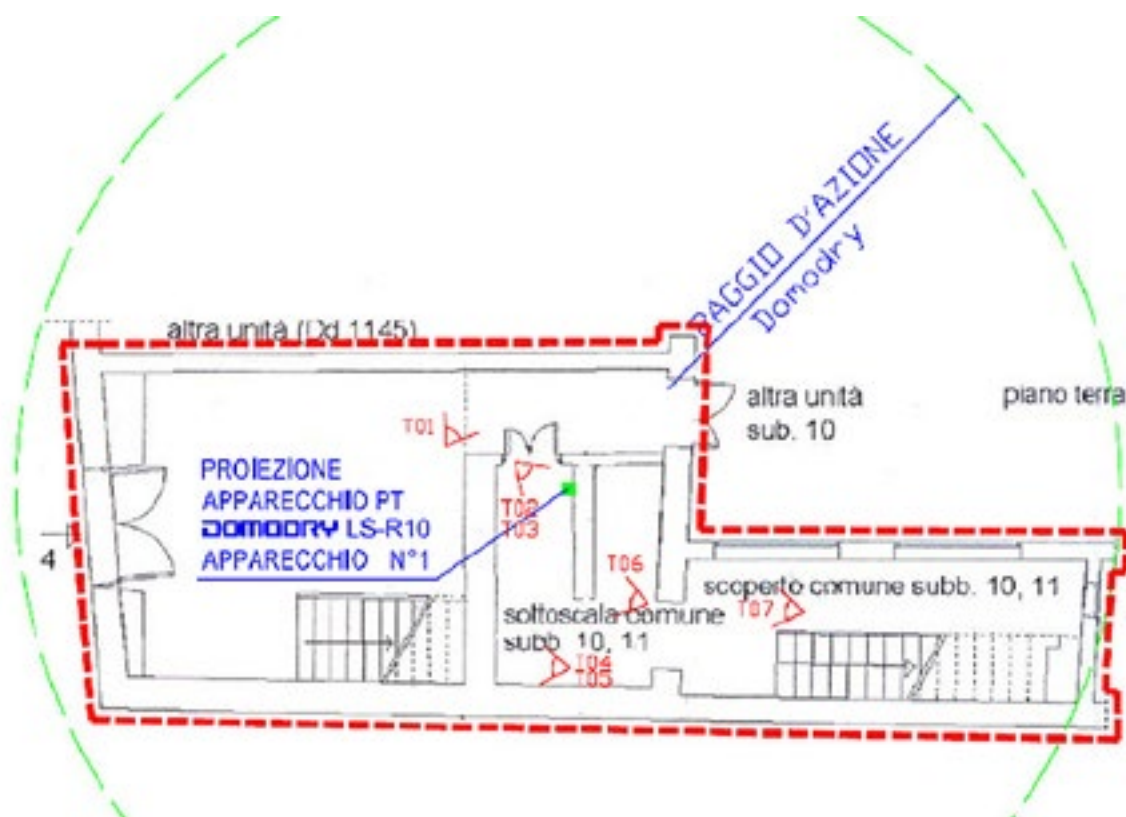 RAGGIO D'AZIONE
Domodry
altra unità (Dd 1145)
altra unità
sub. 10
piano terra
T01
PROIEZIONE
APPARECCHIO PT
DOMODRY LS-R10
APPARECCHIO N°1
T02
T03
4
T06
scoperto comune subb. 10, 11
T07
sottoscala comune
subb 10, 11
T04
T05